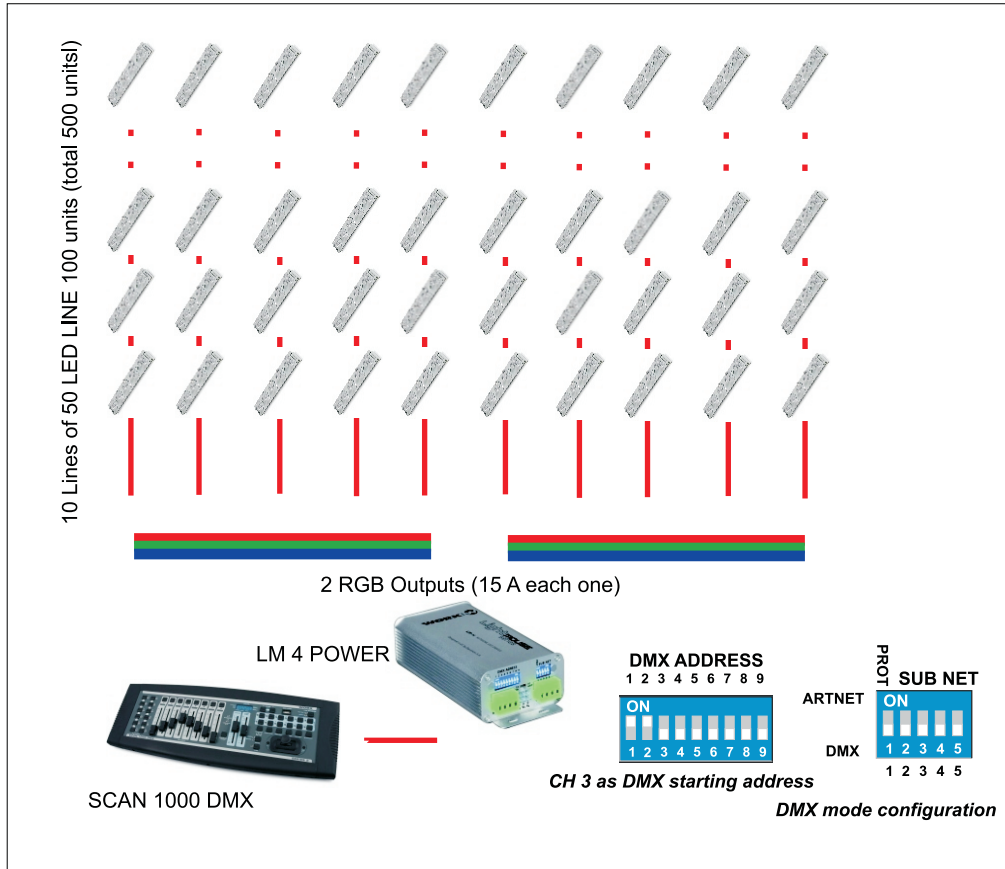 10 Lines of 50 LED LINE 100 units (total 500 unitsl)
2 RGB Outputs (15 A each one)
LM 4 POWER
SCAN 1000 DMX
DMX ADDRESS
1 2 3 4 5 6 7 8 9
ON
1 2 3 4 5 6 7 8 9
CH 3 as DMX starting address
PROT
SUB NET
ARTNET
ON
DMX
1 2 3 4 5
1 2 3 4 5
DMX mode configuration